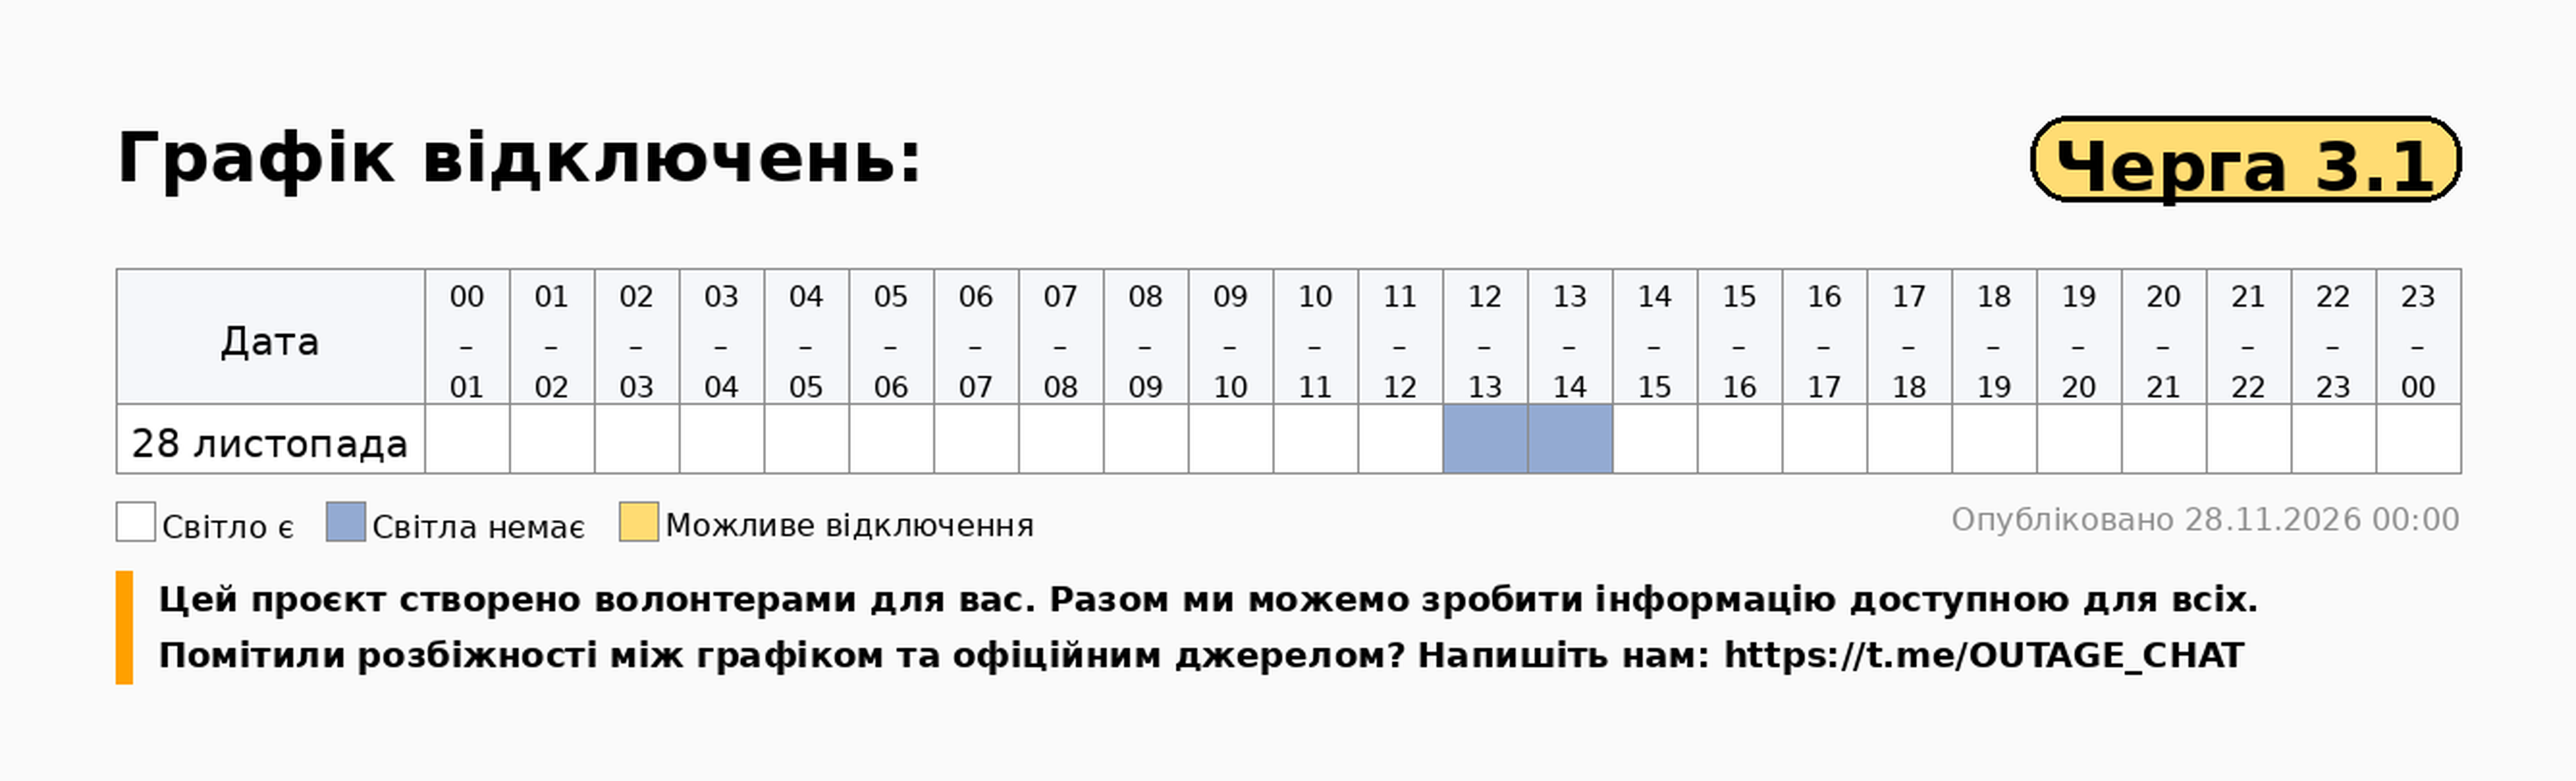 Графік відключень:
Черга 3.1
Дата
00 – 01
01 – 02
02 – 03
03 – 04
04 – 05
05 – 06
06 – 07
07 – 08
08 – 09
09 – 10
10 – 11
11 – 12
12 – 13
13 – 14
14 – 15
15 – 16
16 – 17
17 – 18
18 – 19
19 – 20
20 – 21
21 – 22
22 – 23
23 – 00
28 листопада
Світло є
Світла немає
Можливе відключення
Опубліковано 28.11.2026 00:00
Цей проєкт створено волонтерами для вас. Разом ми можемо зробити інформацію доступною для всіх.
Помітили розбіжності між графіком та офіційним джерелом? Напишіть нам: https://t.me/OUTAGE_CHAT